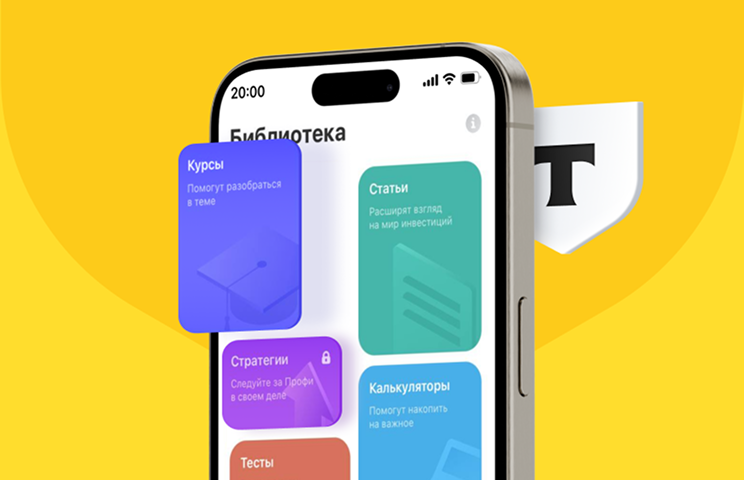 20:00
Библиотека
Курсы
Помогут разобраться
в теме
Статьи
Расширят взгляд
на мир инвестиций
Стратегии
Следуйте за Профи
в своем деле
Калькуляторы
Помогут накопить
на важное
Тесты
T